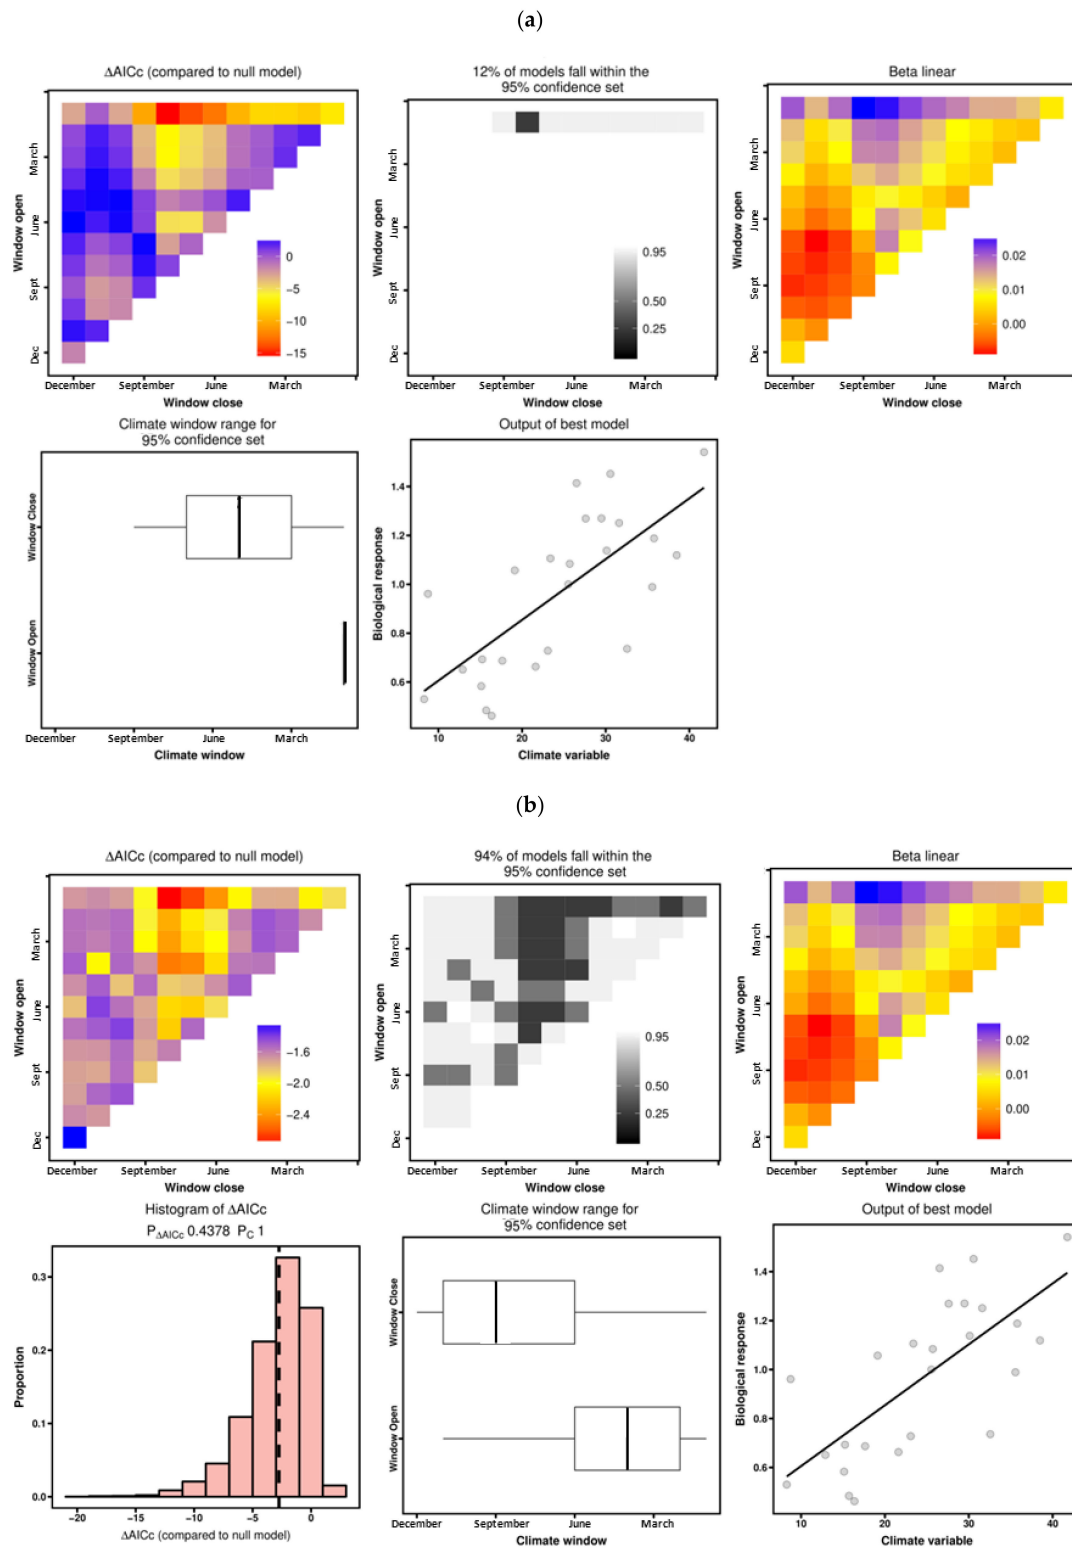 (a)
ΔAICc (compared to null model)
12% of models fall within the
95% confidence set
Beta linear
Window open
March
June
Sept
Dec
0
−5
−10
−15
December September June March
Window close
Window open
March
June
Sept
Dec
0.95
0.50
0.25
December September June March
Window close
Window open
March
June
Sept
Dec
0.02
0.01
0.00
December September June March
Window close
Climate window range for
95% confidence set
Window Close
Window Open
December September June March
Climate window
Output of best model
Biological response
1.4
1.2
1.0
0.8
0.6
10 20 30 40
Climate variable
(b)
ΔAICc (compared to null model)
94% of models fall within the
95% confidence set
Beta linear
Window open
March
June
Sept
Dec
−1.6
−2.0
−2.4
December September June March
Window close
Window open
March
June
Sept
Dec
0.95
0.50
0.25
December September June March
Window close
Window open
March
June
Sept
Dec
0.02
0.01
0.00
December September June March
Window close
Histogram of ΔAICc
PΔAICc 0.4378 PC 1
Proportion
0.3
0.2
0.1
0.0
−20 −15 −10 −5 0
ΔAICc (compared to null model)
Climate window range for
95% confidence set
Window Close
Window Open
December September June March
Climate window
Output of best model
Biological response
1.4
1.2
1.0
0.8
0.6
10 20 30 40
Climate variable